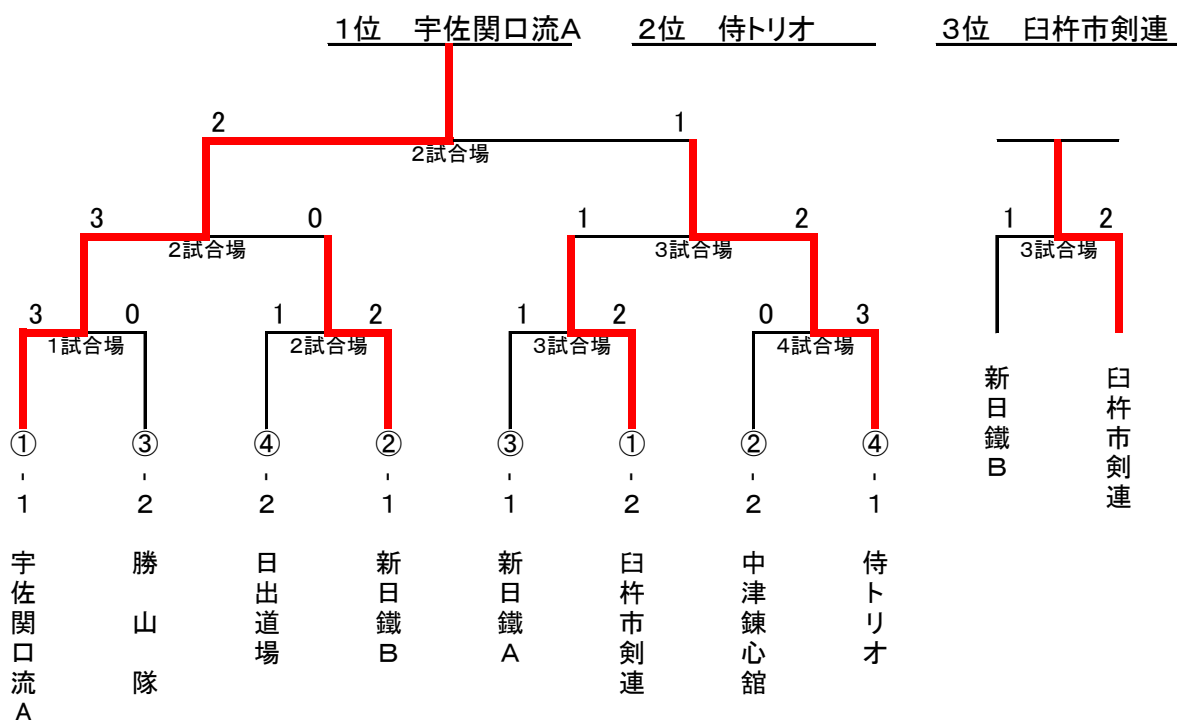 1位　宇佐関口流A　2位　侍トリオ　3位　臼杵市剣連
2 1
2試合場
3 0 1 2 1 2
2試合場 3試合場 3試合場
3 0 1 2 1 2 0 3
1試合場 2試合場 3試合場 4試合場
新日鐵B
臼杵市剣連
①-1 宇佐関口流A
③-2 勝山隊
④-2 日出道場
②-1 新日鐵B
③-1 新日鐵A
①-2 臼杵市剣連
②-2 中津錬心舘
④-1 侍トリオ